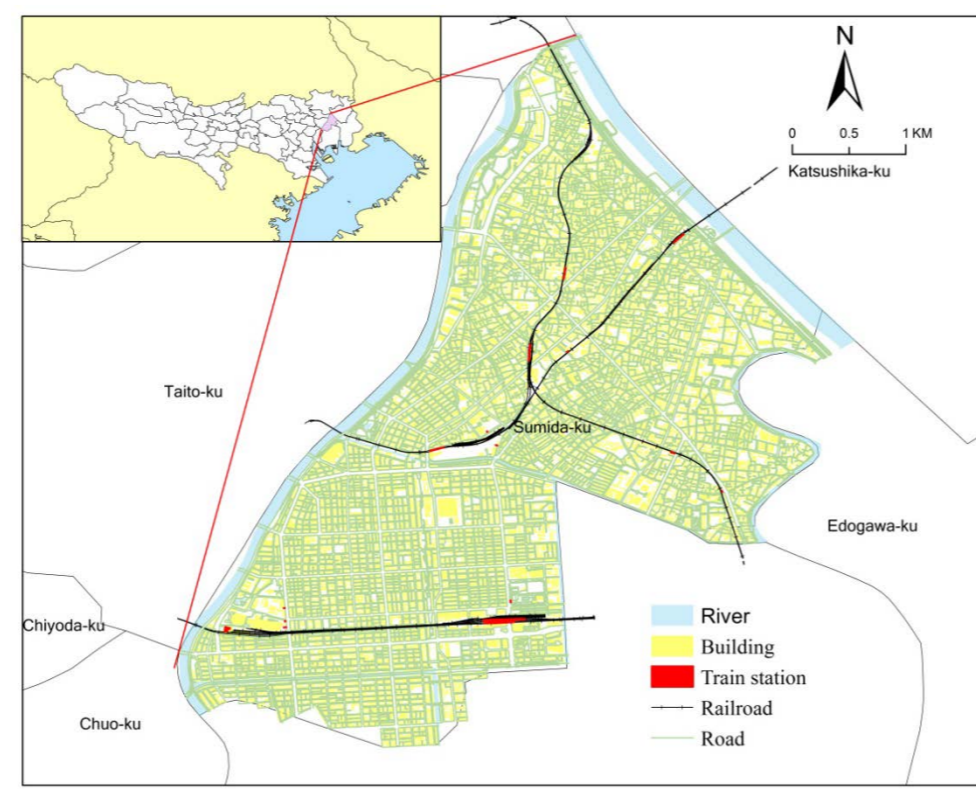 N
0 0.5 1 KM
Katsushika-ku
Taito-ku
Sumida-ku
Edogawa-ku
Chiyoda-ku
Chuo-ku
River
Building
Train station
Railroad
Road